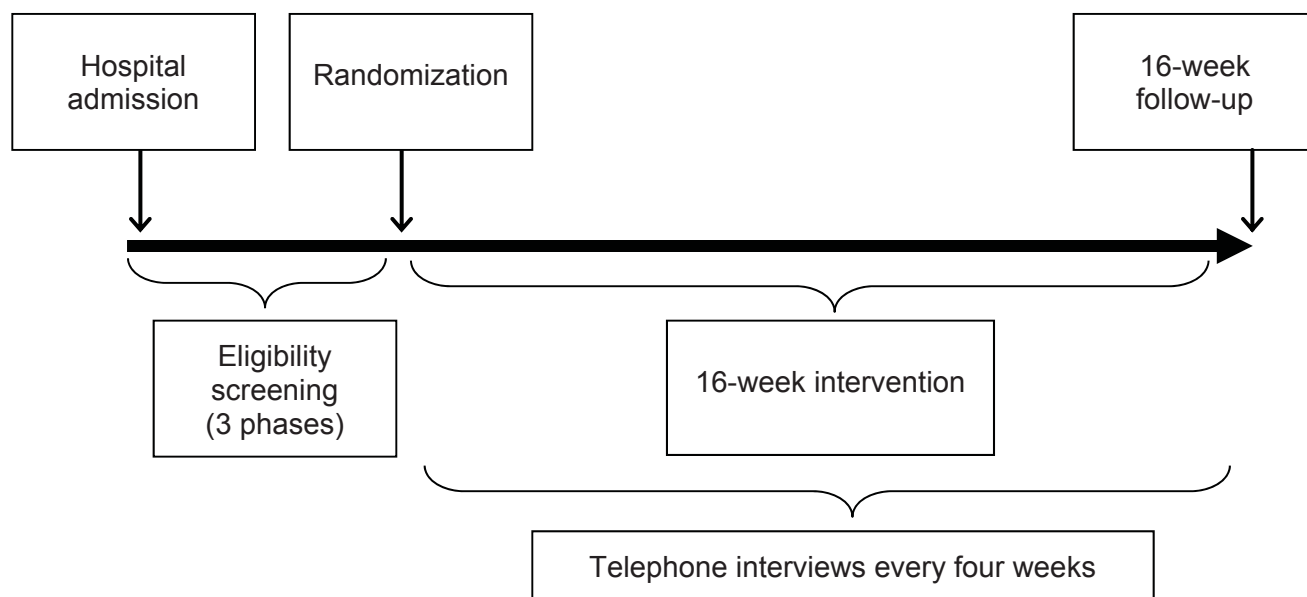 Hospital
admission
Randomization
16-week
follow-up
Eligibility
screening
(3 phases)
16-week intervention
Telephone interviews every four weeks